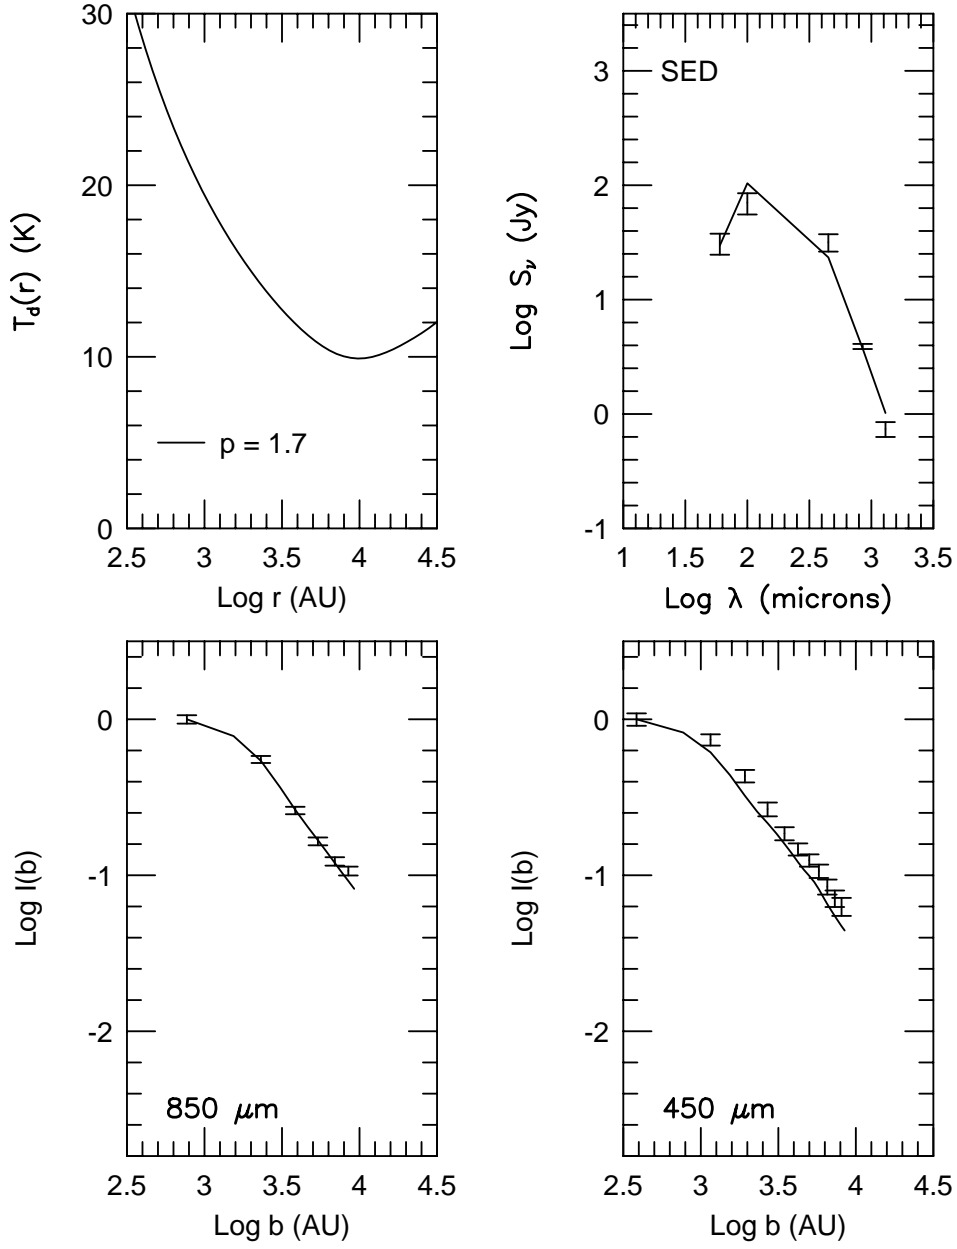 30
20
10
0
T_d(r) (K)
p = 1.7
2.5 3 3.5 4 4.5
Log r (AU)
SED
3
2
1
0
-1
Log S_ν (Jy)
1 1.5 2 2.5 3 3.5
Log λ (microns)
0
-1
-2
Log I(b)
850 μm
2.5 3 3.5 4 4.5
Log b (AU)
0
-1
-2
Log I(b)
450 μm
2.5 3 3.5 4 4.5
Log b (AU)